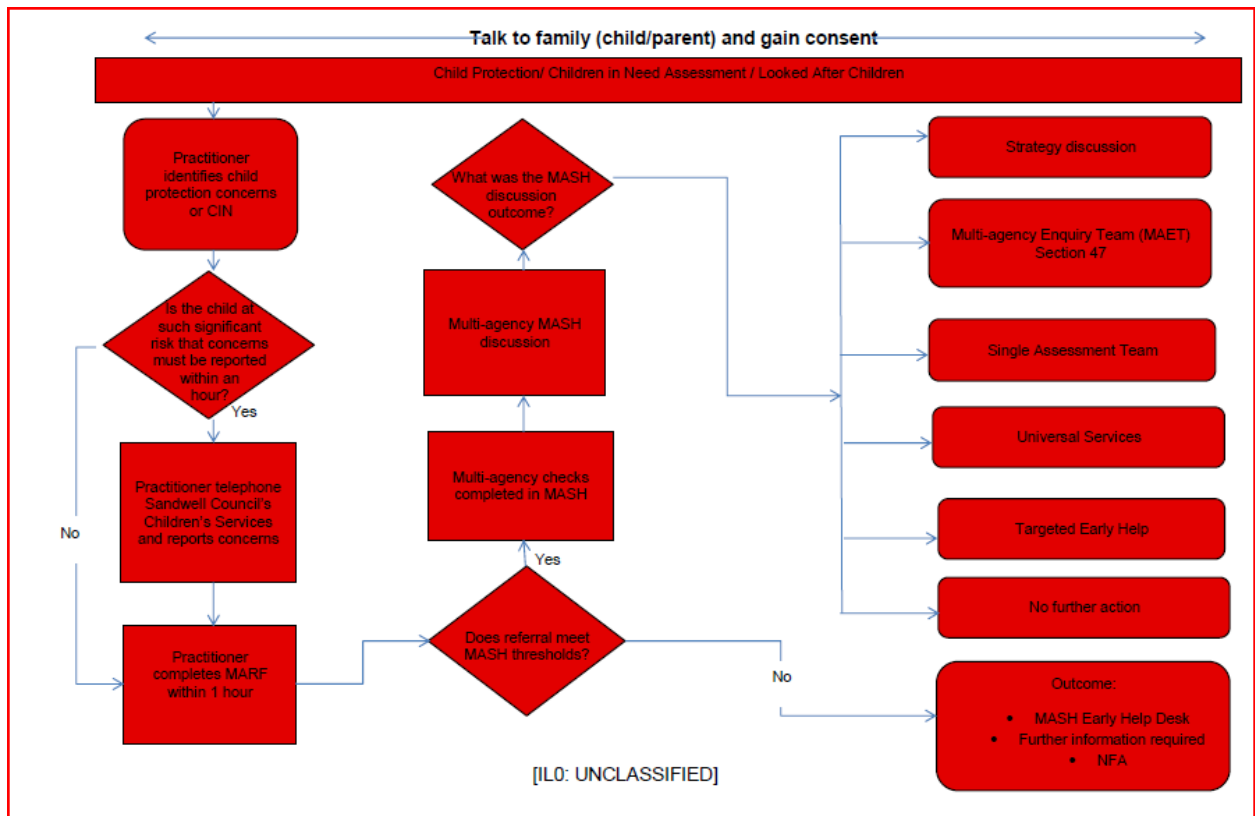 Talk to family (child/parent) and gain consent
Child Protection/ Children in Need Assessment / Looked After Children
Practitioner
identifies child
protection concerns
or CIN
Is the child at
such significant
risk that concerns
must be reported
within an
hour?
Yes
No
Practitioner telephone
Sandwell Council's
Children's Services
and reports concerns
Practitioner
completes MARF
within 1 hour
Does referral meet
MASH thresholds?
Yes
No
Multi-agency checks
completed in MASH
Multi-agency MASH
discussion
What was the MASH
discussion
outcome?
Strategy discussion
Multi-agency Enquiry Team (MAET)
Section 47
Single Assessment Team
Universal Services
Targeted Early Help
No further action
Outcome:
• MASH Early Help Desk
• Further information required
• NFA
[IL0: UNCLASSIFIED]